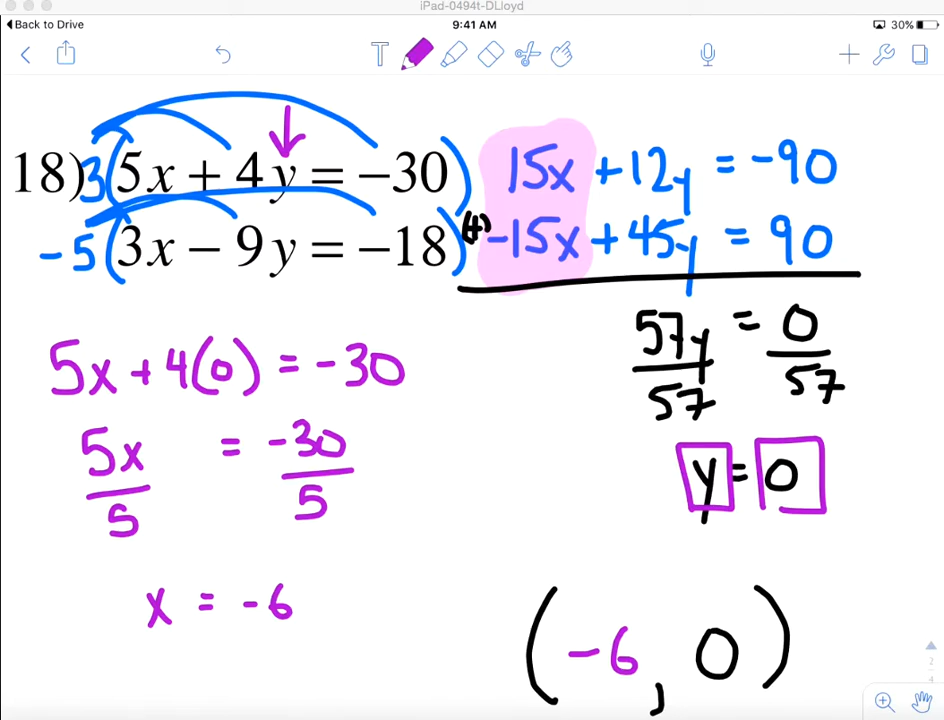 iPad-0494t-DLloyd
Back to Drive 9:41 AM 30%
T
18) 3(5x + 4y = −30) 15x + 12y = -90
-5(3x − 9y = −18) (+) -15x + 45y = 90
57y = 0
57 57
y = 0
5x + 4(0) = -30
5x = -30
5 5
x = -6
(-6, 0)
2
4